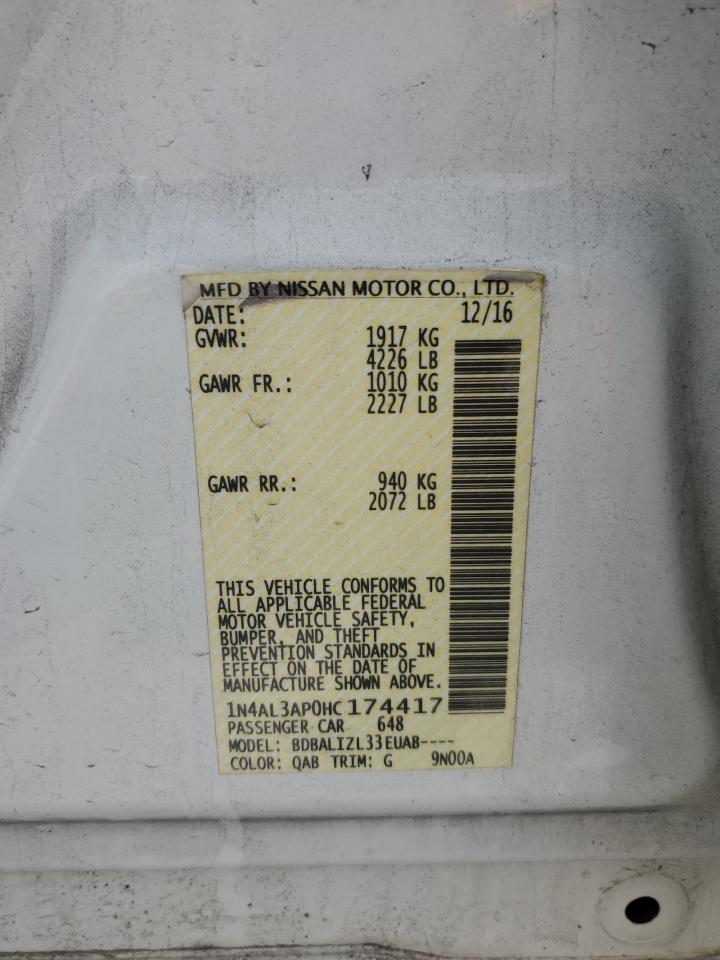 MFD BY NISSAN MOTOR CO., LTD.
DATE: 12/16
GVWR: 1917 KG
4226 LB
GAWR FR.: 1010 KG
2227 LB
GAWR RR.: 940 KG
2072 LB
THIS VEHICLE CONFORMS TO
ALL APPLICABLE FEDERAL
MOTOR VEHICLE SAFETY,
BUMPER, AND THEFT
PREVENTION STANDARDS IN
EFFECT ON THE DATE OF
MANUFACTURE SHOWN ABOVE.
1N4AL3AP0HC174417
PASSENGER CAR 648
MODEL: BDBALIZL33EUAB----
COLOR: QAB TRIM: G 9N00A